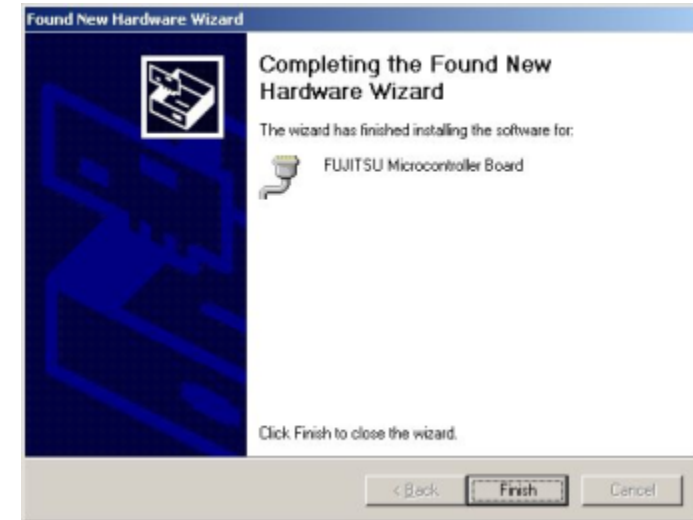 Found New Hardware Wizard
Completing the Found New
Hardware Wizard
The wizard has finished installing the software for:
FUJITSU Microcontroller Board
Click Finish to close the wizard.
< Back Finish Cancel